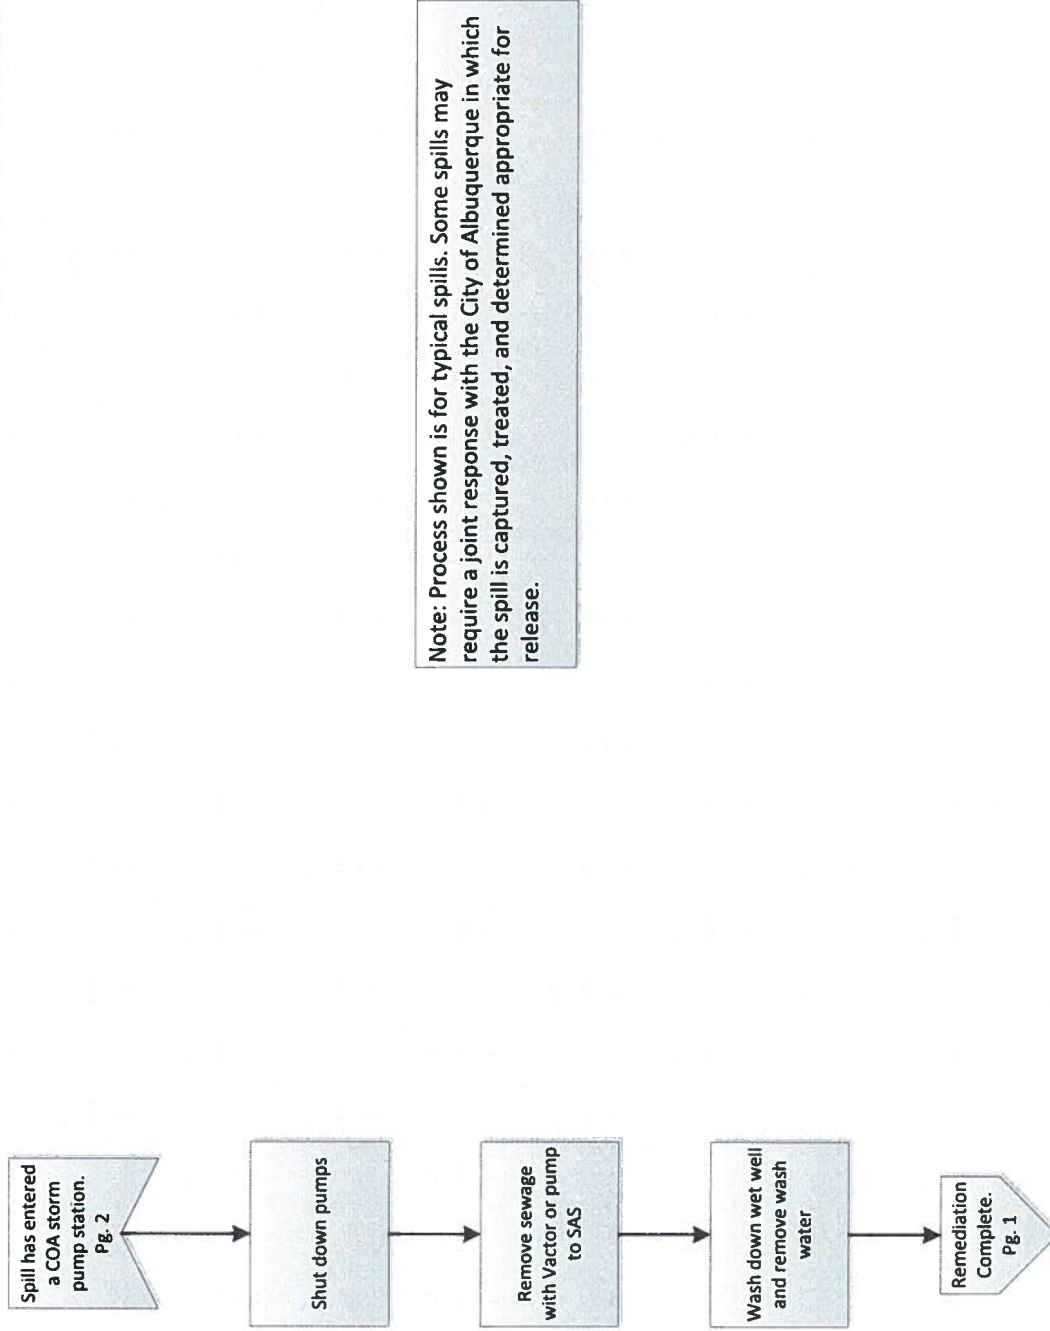 Spill has entered
a COA storm
pump station.
Pg. 2
Shut down pumps
Remove sewage
with Vactor or pump
to SAS
Wash down wet well
and remove wash
water
Remediation
Complete.
Pg. 1
Note: Process shown is for typical spills. Some spills may
require a joint response with the City of Albuquerque in which
the spill is captured, treated, and determined appropriate for
release.